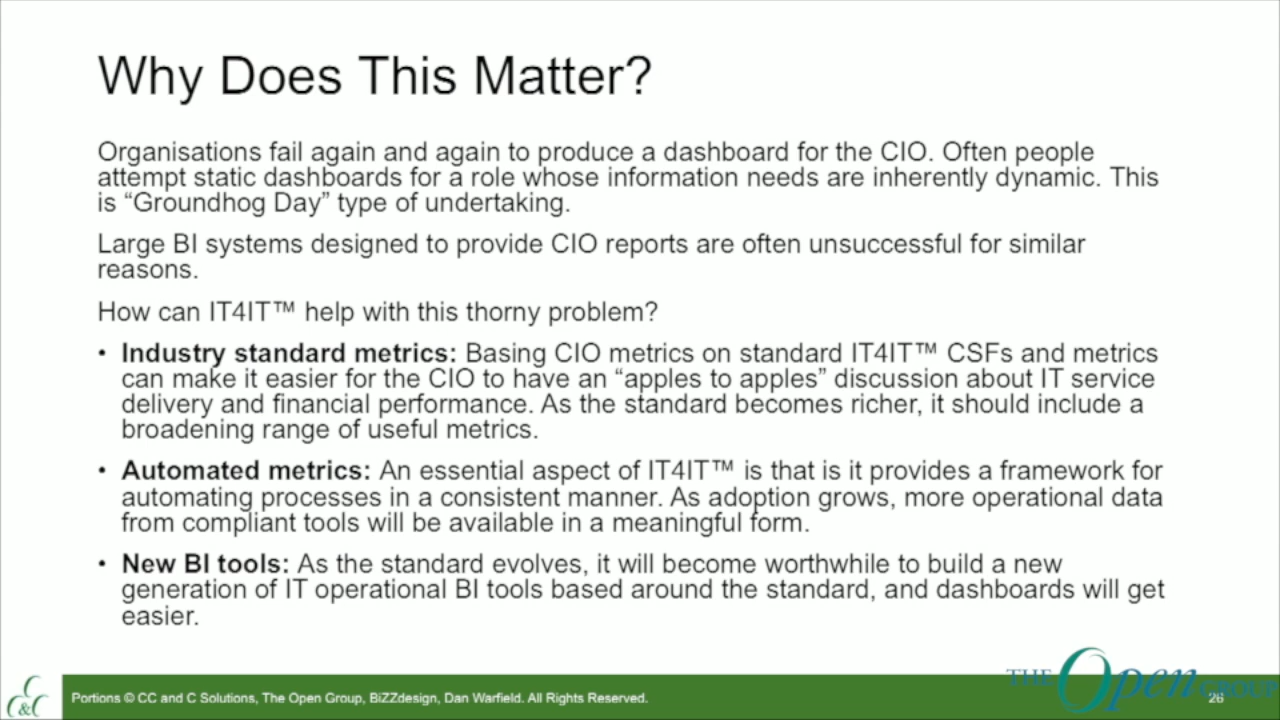 Why Does This Matter?
Organisations fail again and again to produce a dashboard for the CIO. Often people
attempt static dashboards for a role whose information needs are inherently dynamic. This
is “Groundhog Day” type of undertaking.
Large BI systems designed to provide CIO reports are often unsuccessful for similar
reasons.
How can IT4IT™ help with this thorny problem?
• Industry standard metrics: Basing CIO metrics on standard IT4IT™ CSFs and metrics
can make it easier for the CIO to have an “apples to apples” discussion about IT service
delivery and financial performance. As the standard becomes richer, it should include a
broadening range of useful metrics.
• Automated metrics: An essential aspect of IT4IT™ is that is it provides a framework for
automating processes in a consistent manner. As adoption grows, more operational data
from compliant tools will be available in a meaningful form.
• New BI tools: As the standard evolves, it will become worthwhile to build a new
generation of IT operational BI tools based around the standard, and dashboards will get
easier.
C&C
Portions © CC and C Solutions, The Open Group, BiZZdesign, Dan Warfield. All Rights Reserved.
THE Open GROUP
26